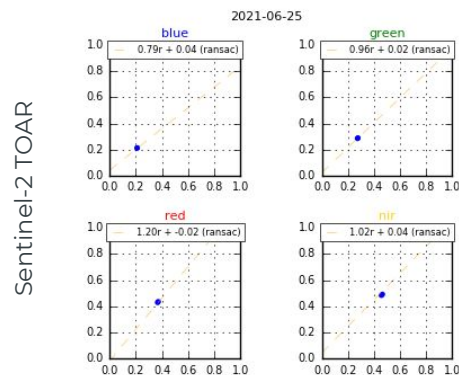 2021-06-25
Sentinel-2 TOAR
blue
0.79r + 0.04 (ransac)
1.0
0.8
0.6
0.4
0.2
0.0
0.0 0.2 0.4 0.6 0.8 1.0
green
0.96r + 0.02 (ransac)
1.0
0.8
0.6
0.4
0.2
0.0
0.0 0.2 0.4 0.6 0.8 1.0
red
1.20r + -0.02 (ransac)
1.0
0.8
0.6
0.4
0.2
0.0
0.0 0.2 0.4 0.6 0.8 1.0
nir
1.02r + 0.04 (ransac)
1.0
0.8
0.6
0.4
0.2
0.0
0.0 0.2 0.4 0.6 0.8 1.0